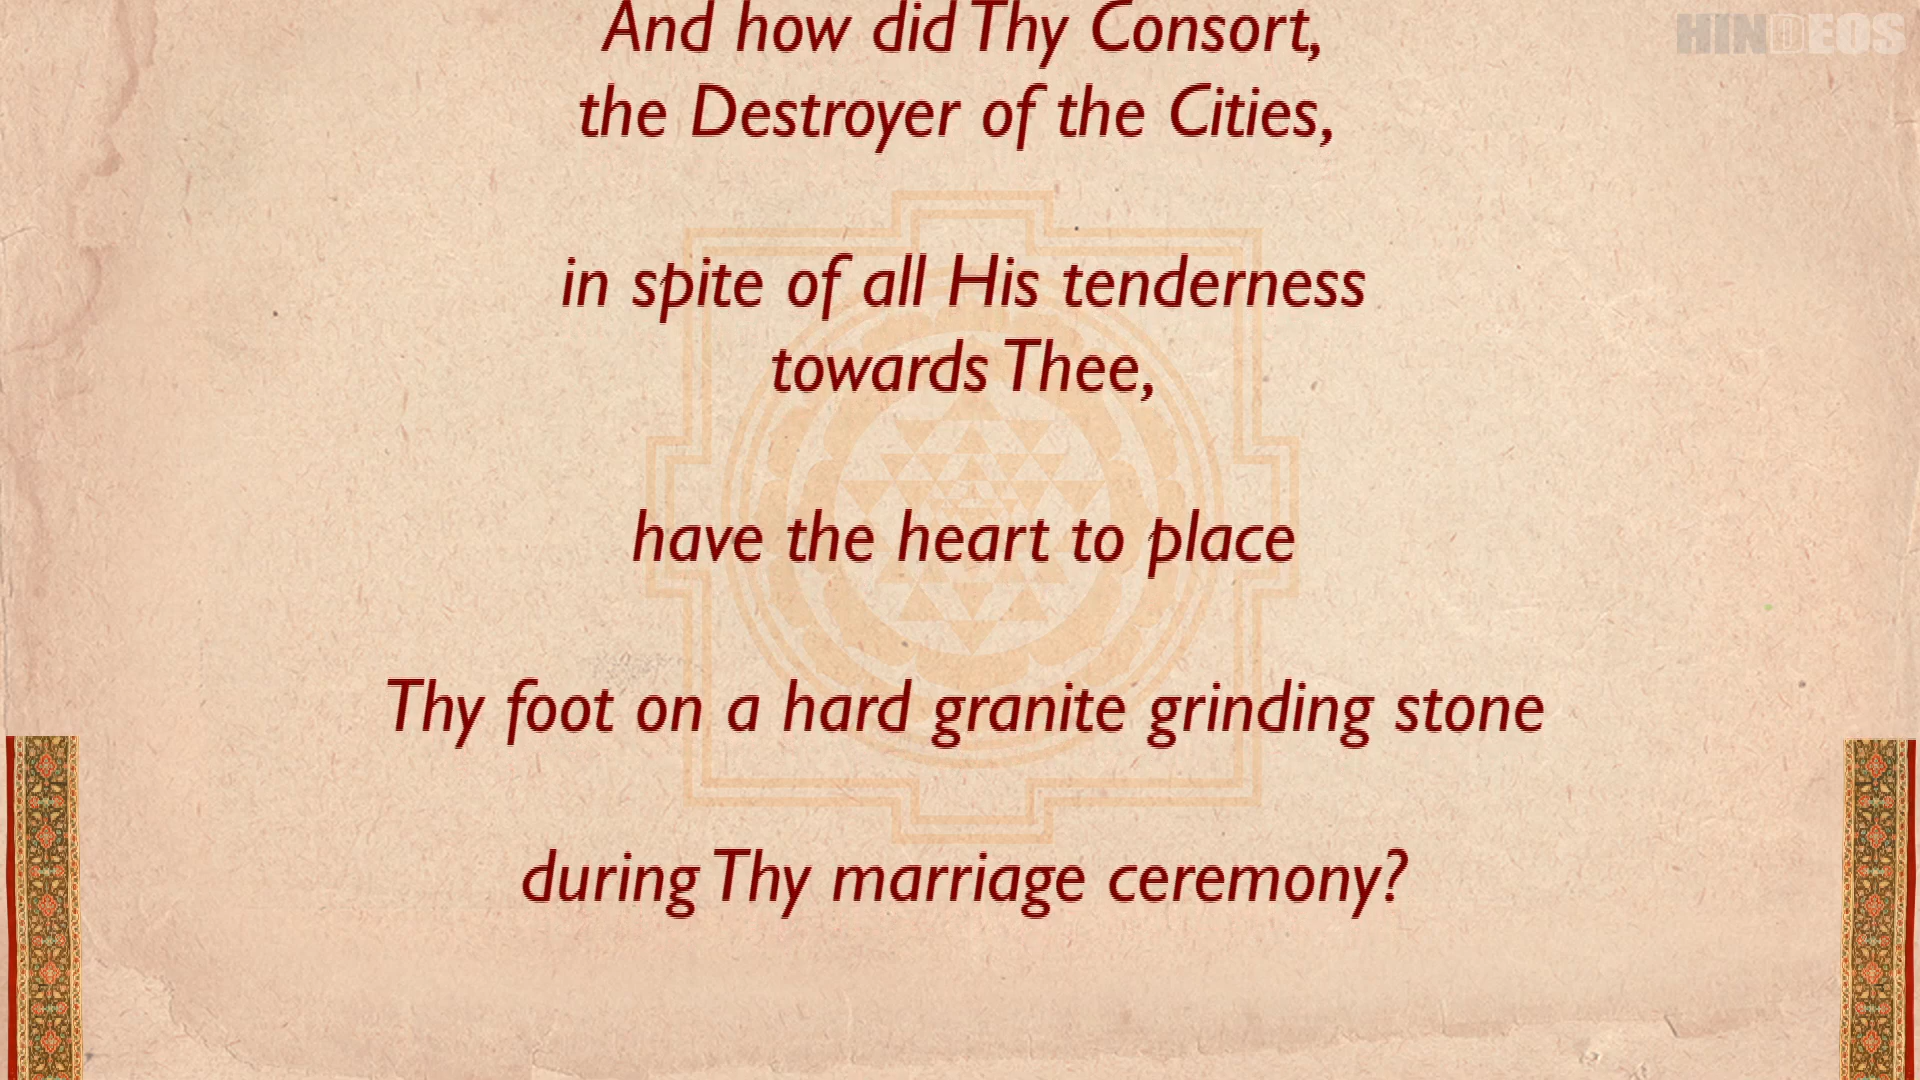 And how did Thy Consort,
HINDEOS
the Destroyer of the Cities,
in spite of all His tenderness
towards Thee,
have the heart to place
Thy foot on a hard granite grinding stone
during Thy marriage ceremony?